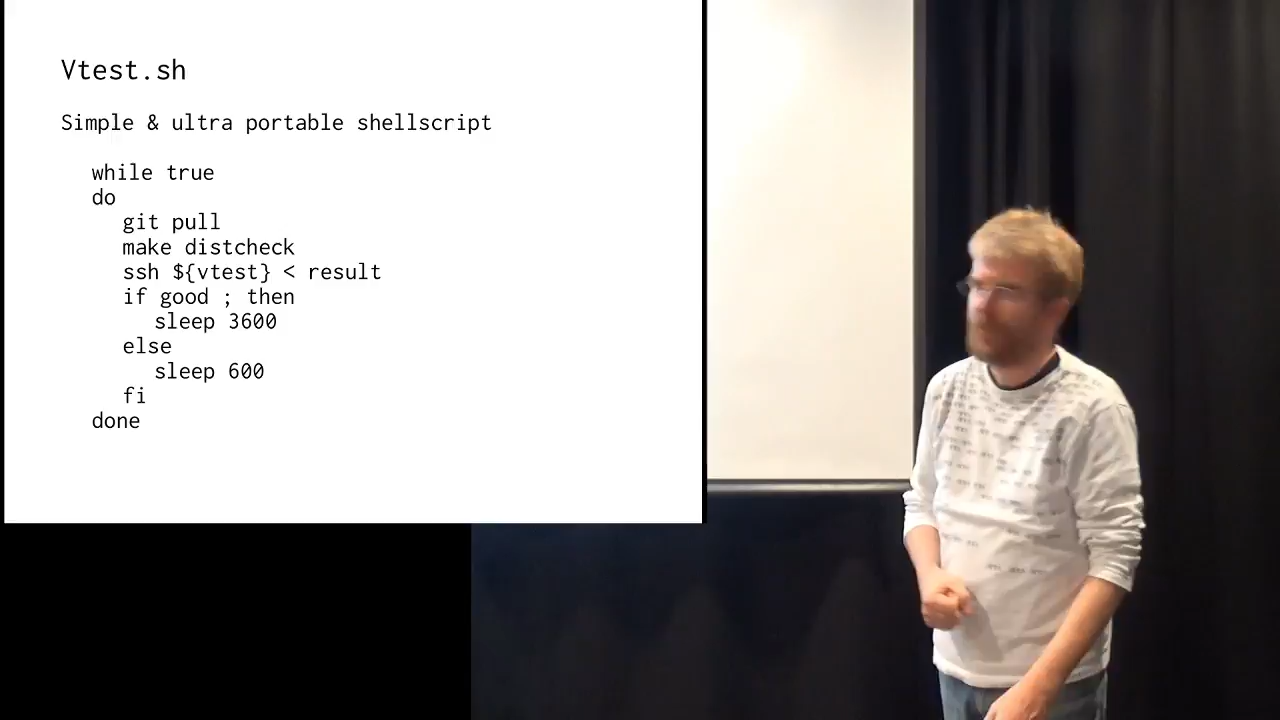 Vtest.sh
Simple & ultra portable shellscript
while true
do
git pull
make distcheck
ssh ${vtest} < result
if good ; then
sleep 3600
else
sleep 600
fi
done